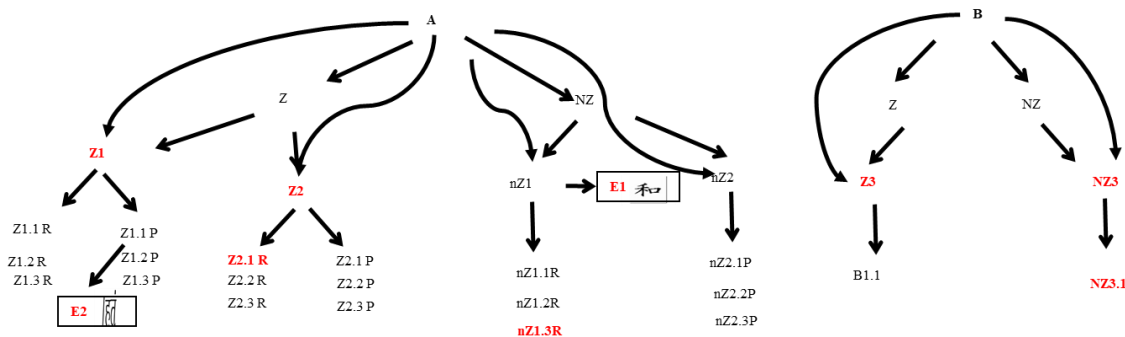 A
B
Z
NZ
Z
NZ
Z1
Z2
nZ1
E1 和
nZ2
Z3
NZ3
Z1.1 R
Z1.2 R
Z1.3 R
Z1.1 P
Z1.2 P
Z1.3 P
E2
Z2.1 R
Z2.2 R
Z2.3 R
Z2.1 P
Z2.2 P
Z2.3 P
nZ1.1R
nZ1.2R
nZ1.3R
nZ2.1P
nZ2.2P
nZ2.3P
B1.1
NZ3.1